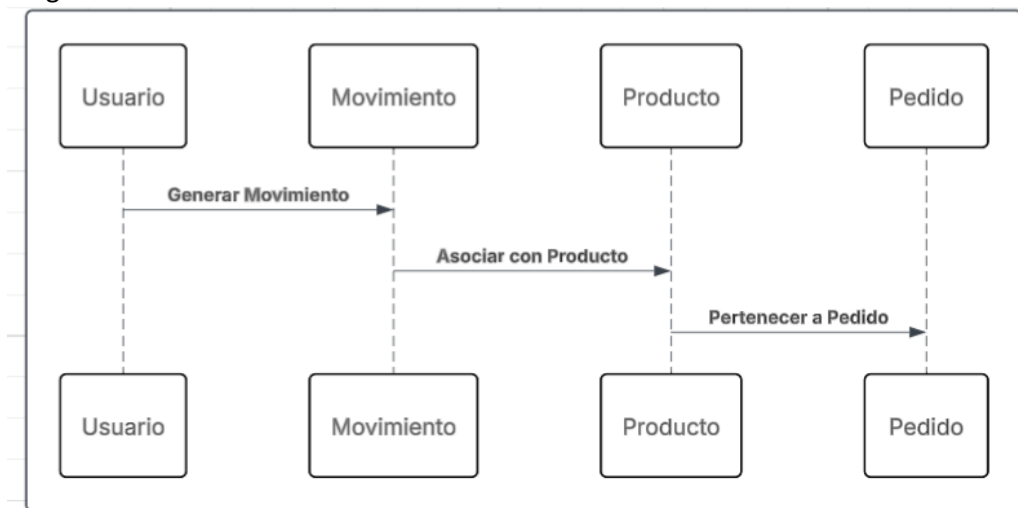 Usuario
Movimiento
Producto
Pedido
Generar Movimiento
Asociar con Producto
Pertenecer a Pedido
Usuario
Movimiento
Producto
Pedido